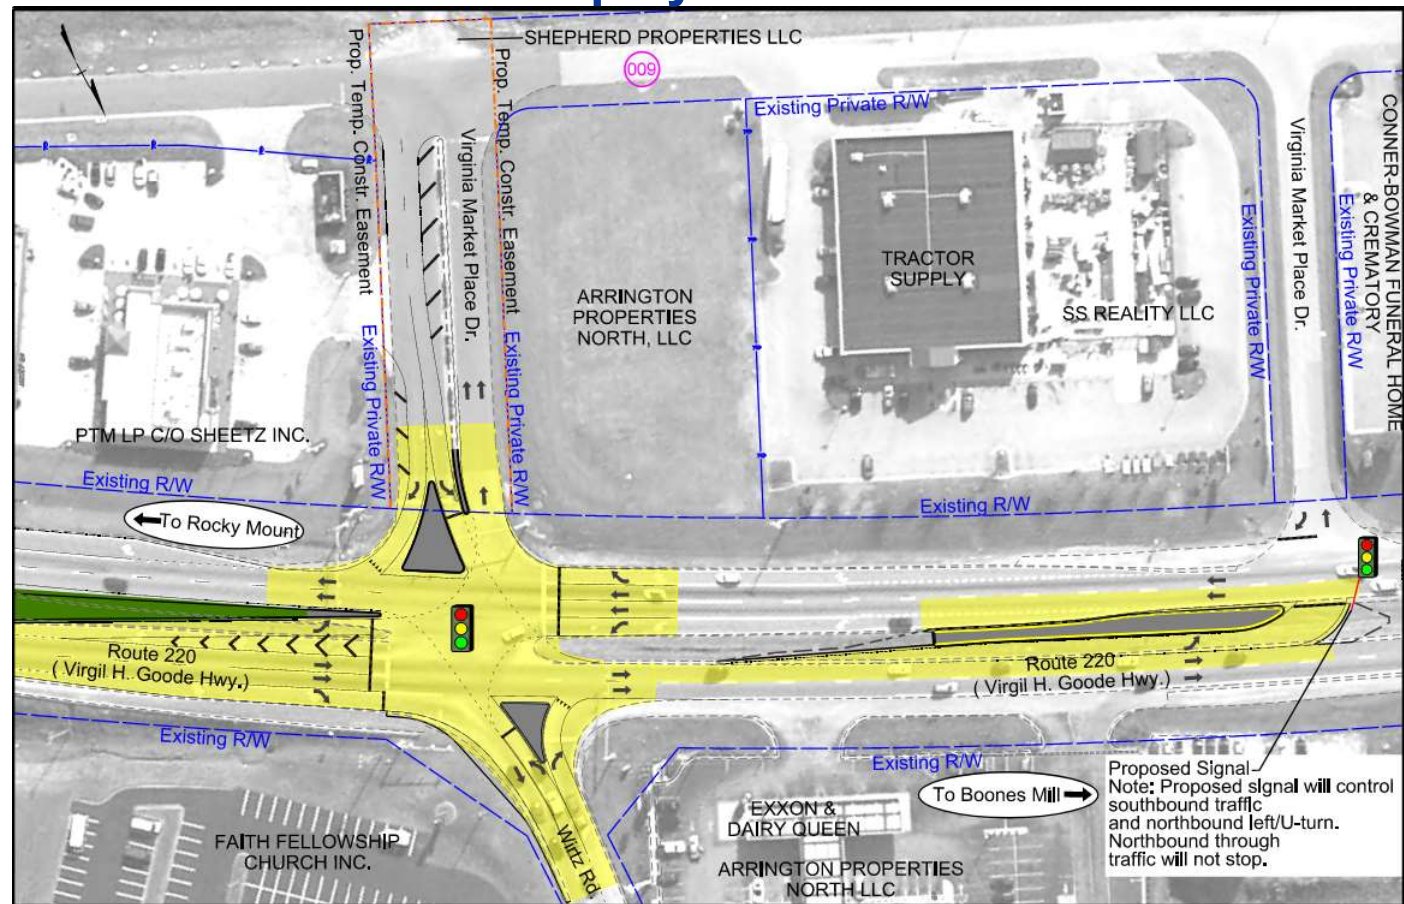 SHEPHERD PROPERTIES LLC
009
Prop. Temp. Constr. Easement
Prop. Temp. Constr. Easement
Virginia Market Place Dr.
Existing Private R/W
Virginia Market Place Dr.
CONNER-BOWMAN FUNERAL HOME
& CREMATORY
Existing Private R/W
Existing Private R/W
TRACTOR
SUPPLY
SS REALITY LLC
ARRINGTON
PROPERTIES
NORTH, LLC
Existing Private R/W
Existing Private R/W
PTM LP C/O SHEETZ INC.
Existing R/W
Existing R/W
To Rocky Mount
Route 220
( Virgil H. Goode Hwy.)
Route 220
( Virgil H. Goode Hwy.)
Existing R/W
Existing R/W
To Boones Mill
Proposed Signal
Note: Proposed signal will control
southbound traffic
and northbound left/U-turn.
Northbound through
traffic will not stop.
EXXON &
DAIRY QUEEN
FAITH FELLOWSHIP
CHURCH INC.
Wirtz Rd
ARRINGTON PROPERTIES
NORTH LLC